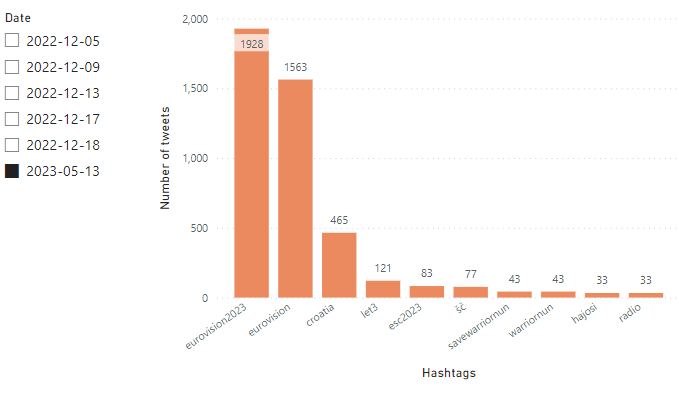 Date
2022-12-05
2022-12-09
2022-12-13
2022-12-17
2022-12-18
2023-05-13
Number of tweets
2,000
1,500
1,000
500
0
1928
1563
465
121
83
77
43
43
33
33
eurovision2023
eurovision
croatia
let3
esc2023
šč
savewarriornun
warriornun
hajosi
radio
Hashtags